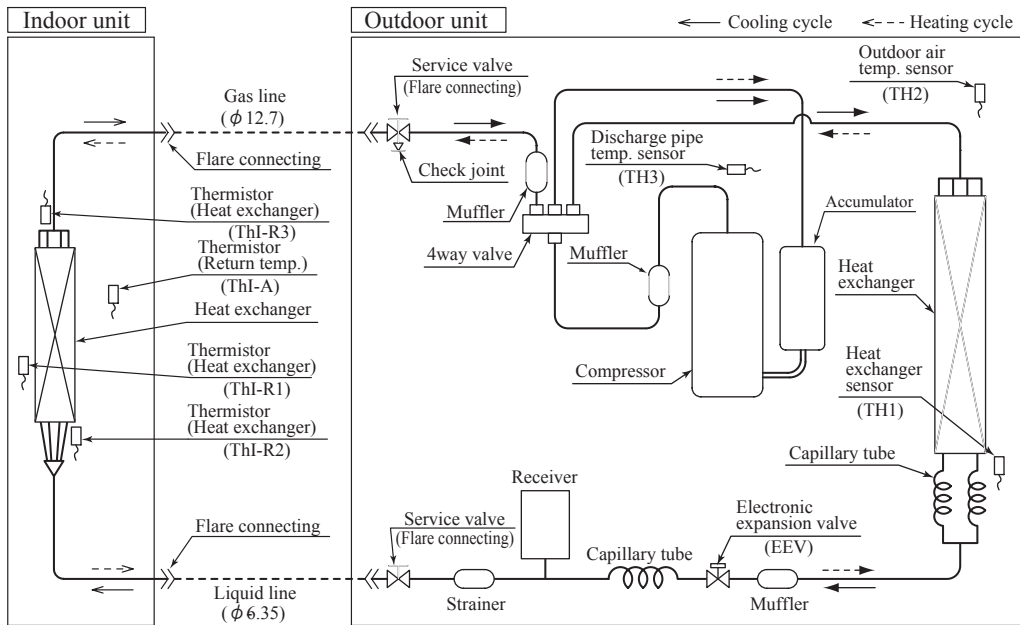 Indoor unit
Outdoor unit
Cooling cycle
Heating cycle
Gas line
(ϕ 12.7)
Flare connecting
Service valve
(Flare connecting)
Check joint
Muffler
4way valve
Discharge pipe
temp. sensor
(TH3)
Outdoor air
temp. sensor
(TH2)
Muffler
Compressor
Accumulator
Heat
exchanger
Heat
exchanger
sensor
(TH1)
Capillary tube
Thermistor
(Heat exchanger)
(ThI-R3)
Thermistor
(Return temp.)
(ThI-A)
Heat exchanger
Thermistor
(Heat exchanger)
(ThI-R1)
Thermistor
(Heat exchanger)
(ThI-R2)
Flare connecting
Liquid line
(ϕ6.35)
Service valve
(Flare connecting)
Strainer
Receiver
Capillary tube
Electronic
expansion valve
(EEV)
Muffler